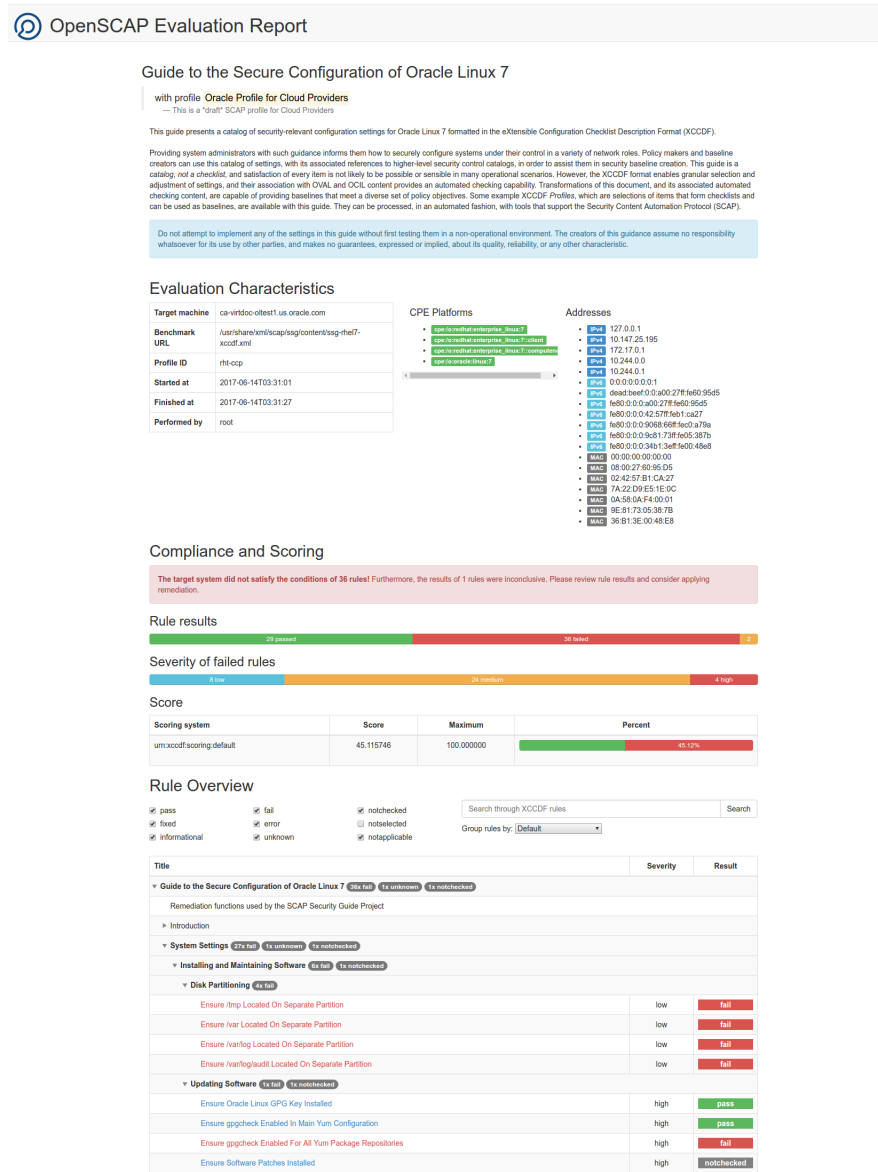 OpenSCAP Evaluation Report
Guide to the Secure Configuration of Oracle Linux 7
with profile Oracle Profile for Cloud Providers
— This is a *draft* SCAP profile for Cloud Providers
This guide presents a catalog of security-relevant configuration settings for Oracle Linux 7 formatted in the eXtensible Configuration Checklist Description Format (XCCDF).
Providing system administrators with such guidance informs them how to securely configure systems under their control in a variety of network roles. Policy makers and baseline
creators can use this catalog of settings, with its associated references to higher-level security control catalogs, in order to assist them in security baseline creation. This guide is a
catalog, not a checklist, and satisfaction of every item is not likely to be possible or sensible in many operational scenarios. However, the XCCDF format enables granular selection and
adjustment of settings, and their association with OVAL and OCIL content provides an automated checking capability. Transformations of this document, and its associated automated
checking content, are capable of providing baselines that meet a diverse set of policy objectives. Some example XCCDF Profiles, which are selections of items that form checklists and
can be used as baselines, are available with this guide. They can be processed, in an automated fashion, with tools that support the Security Content Automation Protocol (SCAP).
Do not attempt to implement any of the settings in this guide without first testing them in a non-operational environment. The creators of this guidance assume no responsibility
whatsoever for its use by other parties, and makes no guarantees, expressed or implied, about its quality, reliability, or any other characteristic.
Evaluation Characteristics
Target machine ca-virtdoc-oltest1.us.oracle.com
Benchmark URL /usr/share/xml/scap/ssg/content/ssg-rhel7-xccdf.xml
Profile ID rht-ccp
Started at 2017-06-14T03:31:01
Finished at 2017-06-14T03:31:27
Performed by root
CPE Platforms
cpe:/o:redhat:enterprise_linux:7
cpe:/o:redhat:enterprise_linux:7::client
cpe:/o:redhat:enterprise_linux:7::computeno
cpe:/o:oracle:linux:7
Addresses
IPv4 127.0.0.1
IPv4 10.147.25.195
IPv4 172.17.0.1
IPv4 10.244.0.0
IPv4 10.244.0.1
IPv6 0:0:0:0:0:0:0:1
IPv6 dead:beef:0:0:a00:27ff:fe60:95d5
IPv6 fe80:0:0:0:a00:27ff:fe60:95d5
IPv6 fe80:0:0:0:42:57ff:feb1:ca27
IPv6 fe80:0:0:0:9068:66ff:fec0:a79a
IPv6 fe80:0:0:0:9c81:73ff:fe05:387b
IPv6 fe80:0:0:0:34b1:3eff:fe00:48e8
MAC 00:00:00:00:00:00
MAC 08:00:27:60:95:D5
MAC 02:42:57:B1:CA:27
MAC 7A:22:D9:E5:1E:0C
MAC 0A:58:0A:F4:00:01
MAC 9E:81:73:05:38:7B
MAC 36:B1:3E:00:48:E8
Compliance and Scoring
The target system did not satisfy the conditions of 36 rules! Furthermore, the results of 1 rules were inconclusive. Please review rule results and consider applying
remediation.
Rule results
29 passed 36 failed 2
Severity of failed rules
8 low 24 medium 4 high
Score
Scoring system Score Maximum Percent
urn:xccdf:scoring:default 45.115746 100.000000 45.12%
Rule Overview
pass fail notchecked
fixed error notselected
informational unknown notapplicable
Search through XCCDF rules Search
Group rules by: Default
Title Severity Result
Guide to the Secure Configuration of Oracle Linux 7 36x fail 1x unknown 1x notchecked
Remediation functions used by the SCAP Security Guide Project
Introduction
System Settings 27x fail 1x unknown 1x notchecked
Installing and Maintaining Software 6x fail 1x notchecked
Disk Partitioning 4x fail
Ensure /tmp Located On Separate Partition low fail
Ensure /var Located On Separate Partition low fail
Ensure /var/log Located On Separate Partition low fail
Ensure /var/log/audit Located On Separate Partition low fail
Updating Software 1x fail 1x notchecked
Ensure Oracle Linux GPG Key Installed high pass
Ensure gpgcheck Enabled In Main Yum Configuration high pass
Ensure gpgcheck Enabled For All Yum Package Repositories high fail
Ensure Software Patches Installed high notchecked